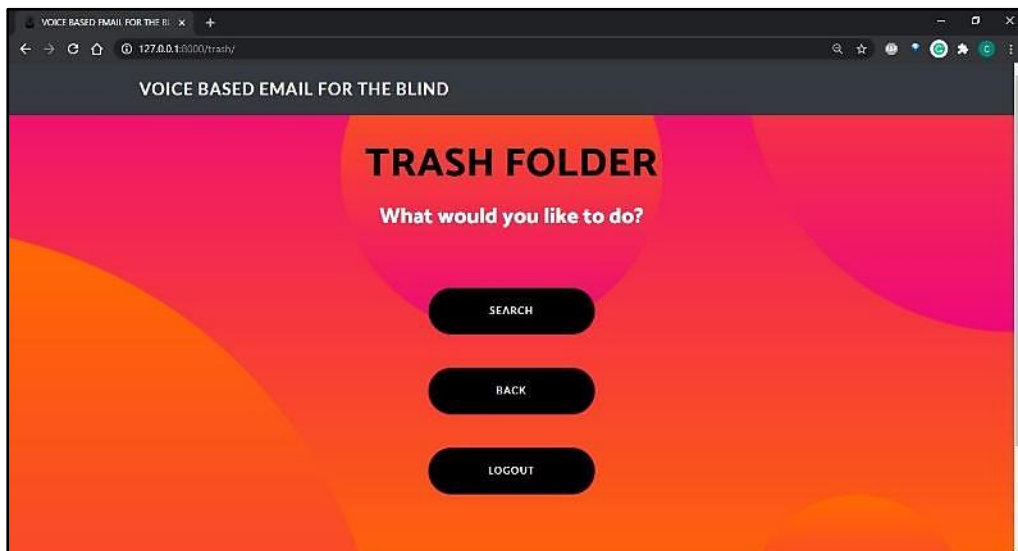 VOICE BASED EMAIL FOR THE BL
127.0.0.1:8000/trash/
VOICE BASED EMAIL FOR THE BLIND
TRASH FOLDER
What would you like to do?
SEARCH
BACK
LOGOUT